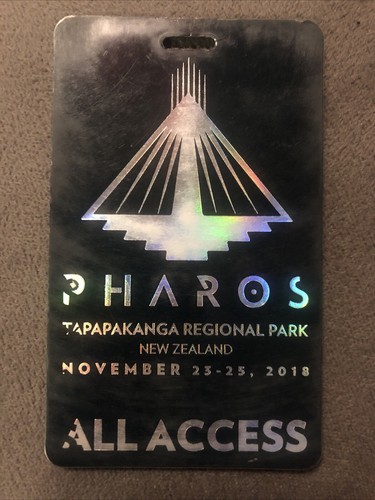 PHAROS
TAPAPAKANGA REGIONAL PARK
NEW ZEALAND
NOVEMBER 23-25, 2018
ALL ACCESS